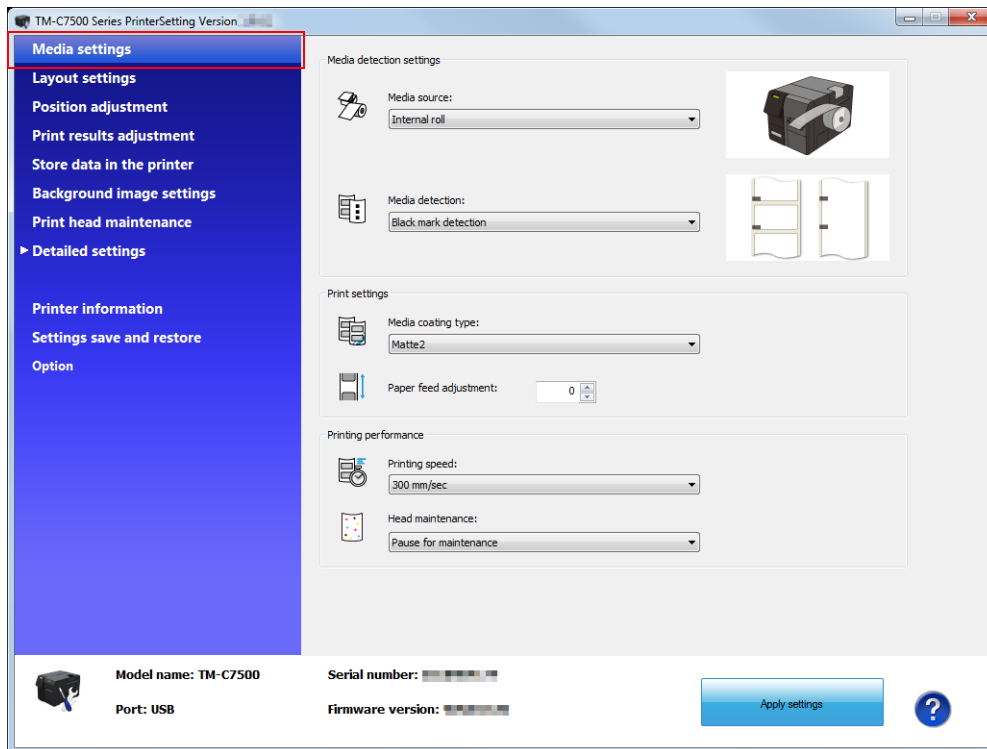 TM-C7500 Series PrinterSetting Version
Media settings
Layout settings
Position adjustment
Print results adjustment
Store data in the printer
Background image settings
Print head maintenance
Detailed settings
Printer information
Settings save and restore
Option
Media detection settings
Media source:
Internal roll
Media detection:
Black mark detection
Print settings
Media coating type:
Matte2
Paper feed adjustment: 0
Printing performance
Printing speed:
300 mm/sec
Head maintenance:
Pause for maintenance
Model name: TM-C7500
Serial number:
Port: USB
Firmware version:
Apply settings
?